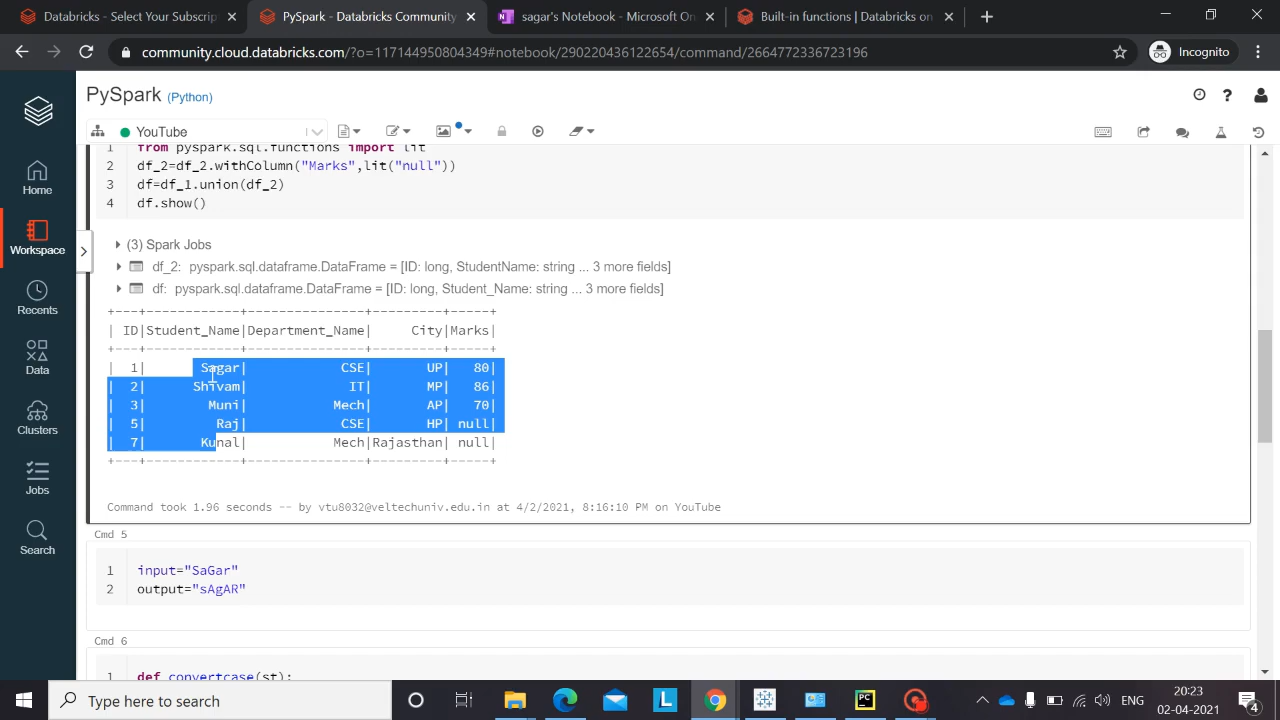 Databricks - Select Your Subscrip
PySpark - Databricks Community
sagar's Notebook - Microsoft On
Built-in functions | Databricks on
community.cloud.databricks.com/?o=117144950804349#notebook/290220436122654/command/2664772336723196
Incognito
PySpark (Python)
YouTube
Home
Workspace
Recents
Data
Clusters
Jobs
Search
1 from pyspark.sql.functions import lit
2 df_2=df_2.withColumn("Marks",lit("null"))
3 df=df_1.union(df_2)
4 df.show()
(3) Spark Jobs
df_2: pyspark.sql.dataframe.DataFrame = [ID: long, StudentName: string ... 3 more fields]
df: pyspark.sql.dataframe.DataFrame = [ID: long, Student_Name: string ... 3 more fields]
+---+------------+---------------+---------+-----+
| ID|Student_Name|Department_Name|     City|Marks|
+---+------------+---------------+---------+-----+
|  1|       Sagar|            CSE|       UP|   80|
|  2|      Shivam|             IT|       MP|   86|
|  3|        Muni|           Mech|       AP|   70|
|  5|         Raj|            CSE|       HP| null|
|  7|       Kunal|           Mech|Rajasthan| null|
+---+------------+---------------+---------+-----+
Command took 1.96 seconds -- by vtu8032@veltechuniv.edu.in at 4/2/2021, 8:16:10 PM on YouTube
Cmd 5
1 input="SaGar"
2 output="sAgAR"
Cmd 6
1 def convertcase(st):
Type here to search
L
PC
ENG
20:23
02-04-2021
4